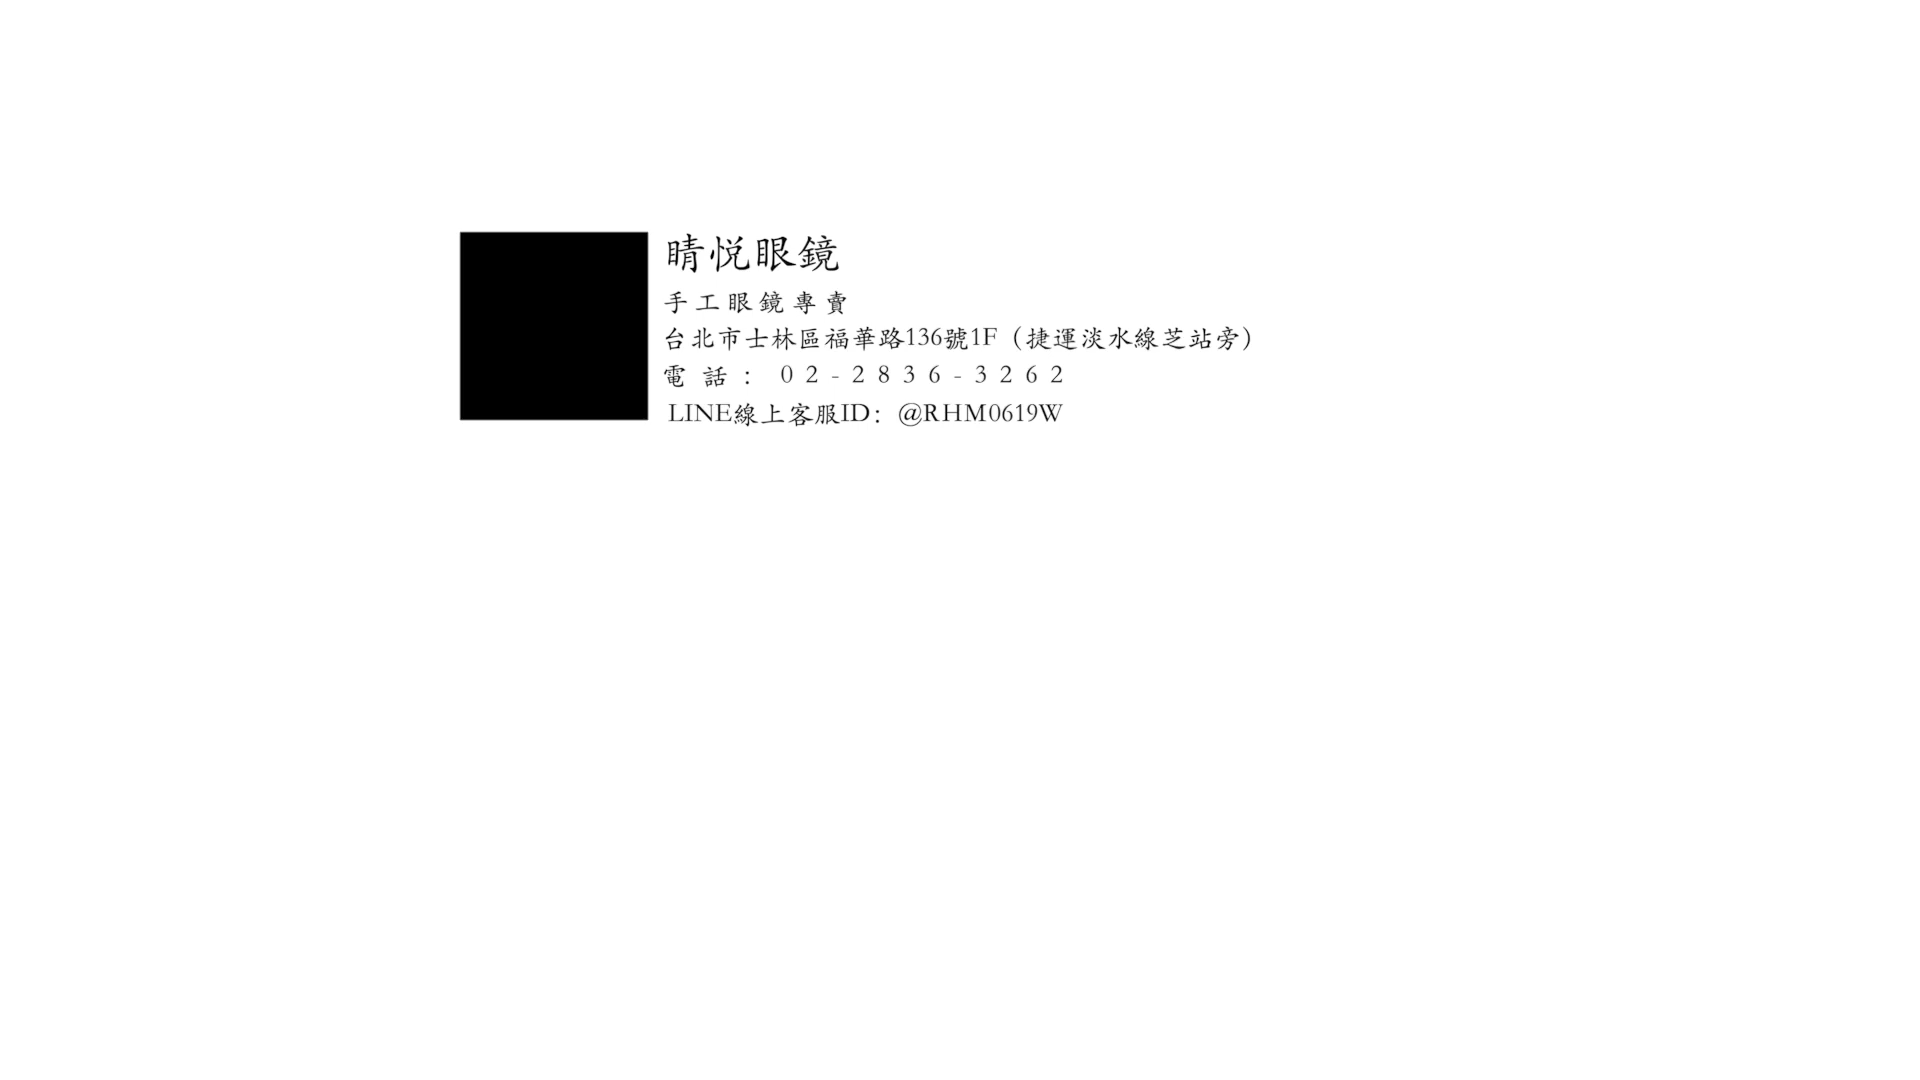 睛悦眼鏡
手工眼鏡專賣
台北市士林區福華路136號1F（捷運淡水線芝站旁）
電話： 02-2836-3262
LINE線上客服ID：@RHM0619W